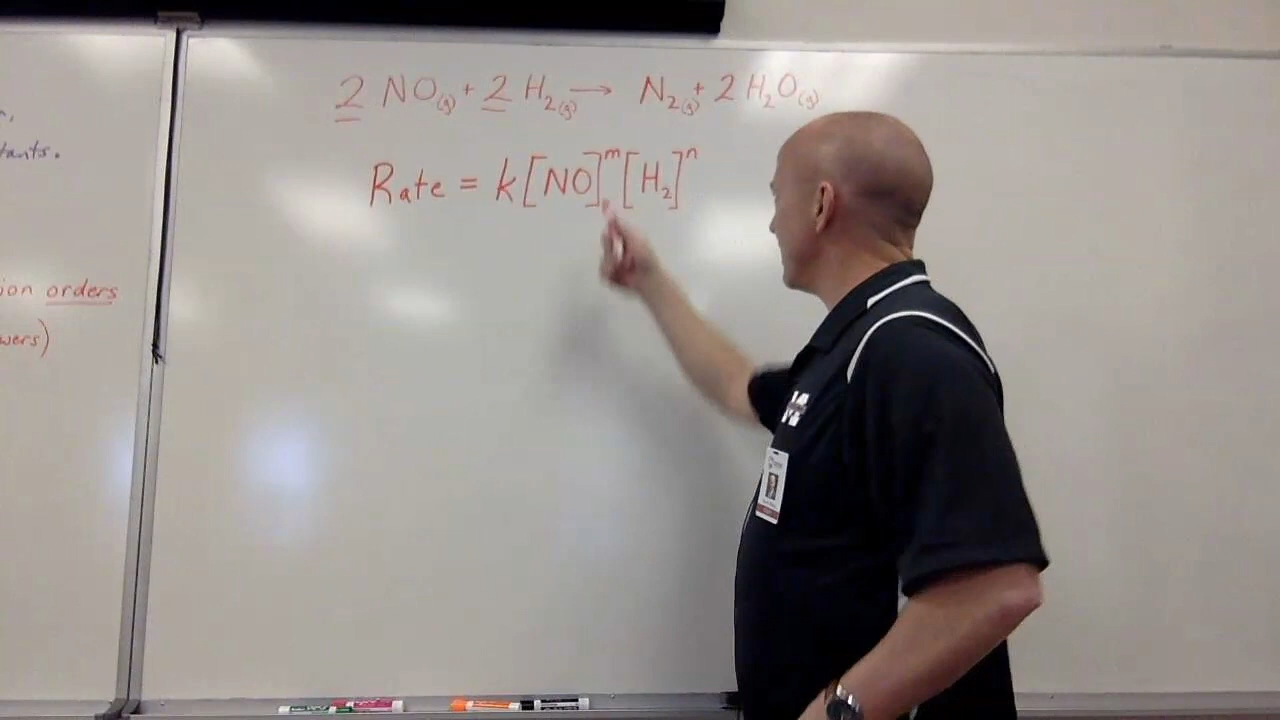 2 NO(g) + 2 H₂(g) → N₂(g) + 2 H₂O(g)
Rate = k[NO]ᵐ[H₂]ⁿ
tants.
ion orders
wers)